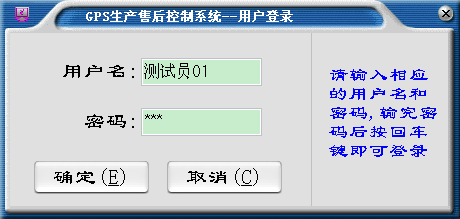 GPS生产售后控制系统--用户登录
用户名:测试员01
请输入相应
的用户名和
密码,输完密
码后按回车
键即可登录
密码:***
确定(E)
取消(C)